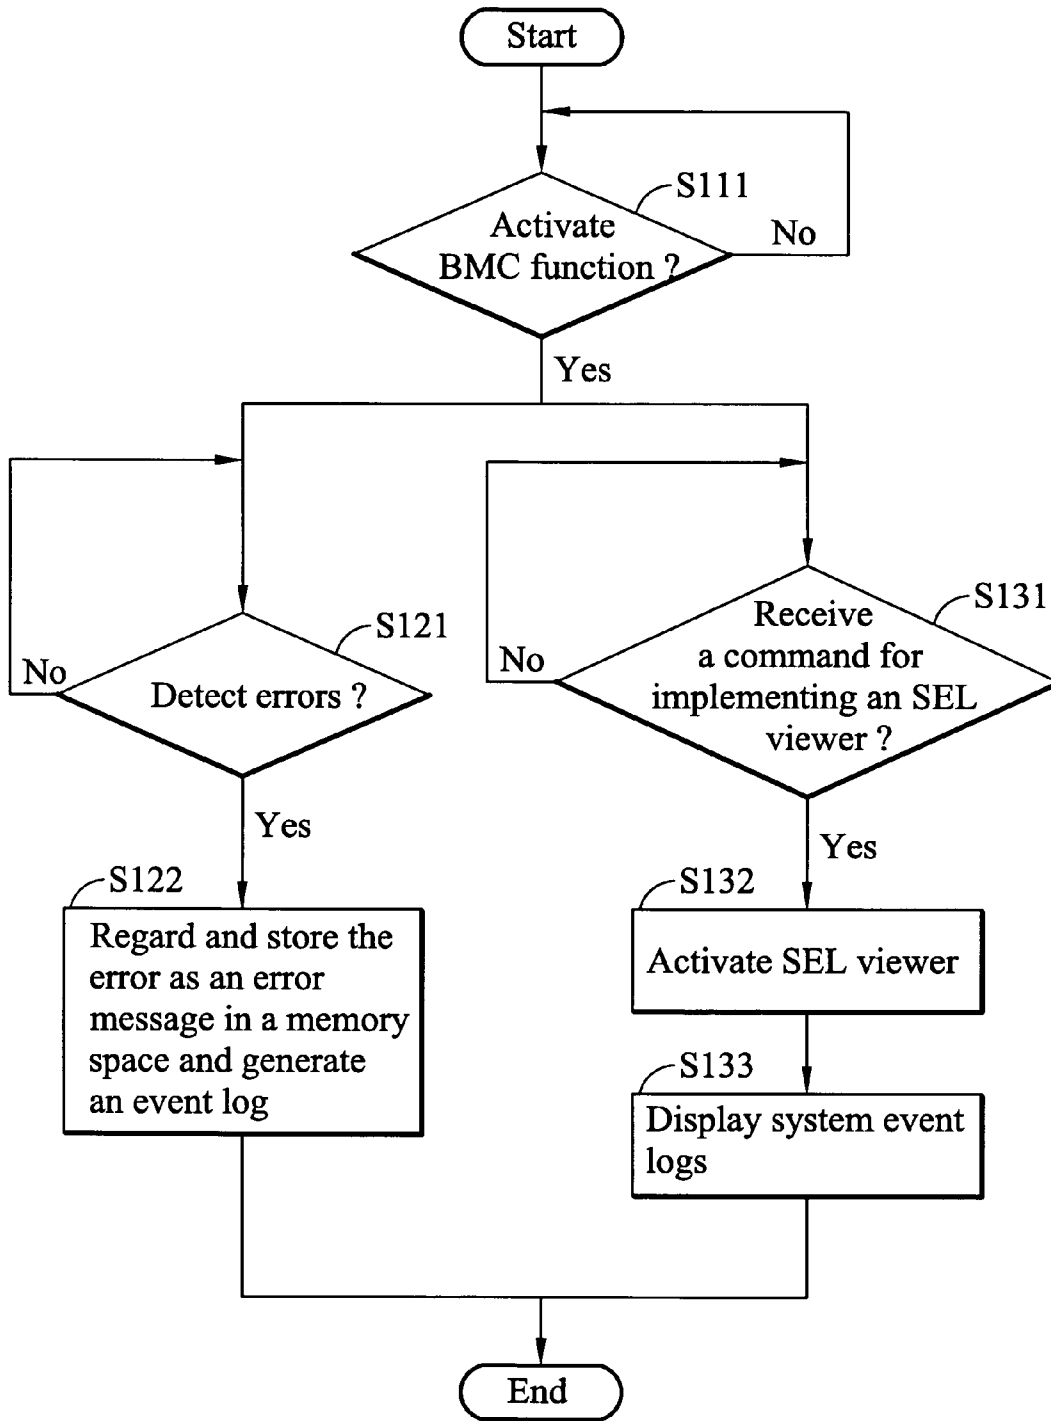 Start
S111
Activate
BMC function ?
No
Yes
S121
No
Detect errors ?
Yes
S122
Regard and store the
error as an error
message in a memory
space and generate
an event log
S131
Receive
a command for
implementing an SEL
viewer ?
No
Yes
S132
Activate SEL viewer
S133
Display system event
logs
End